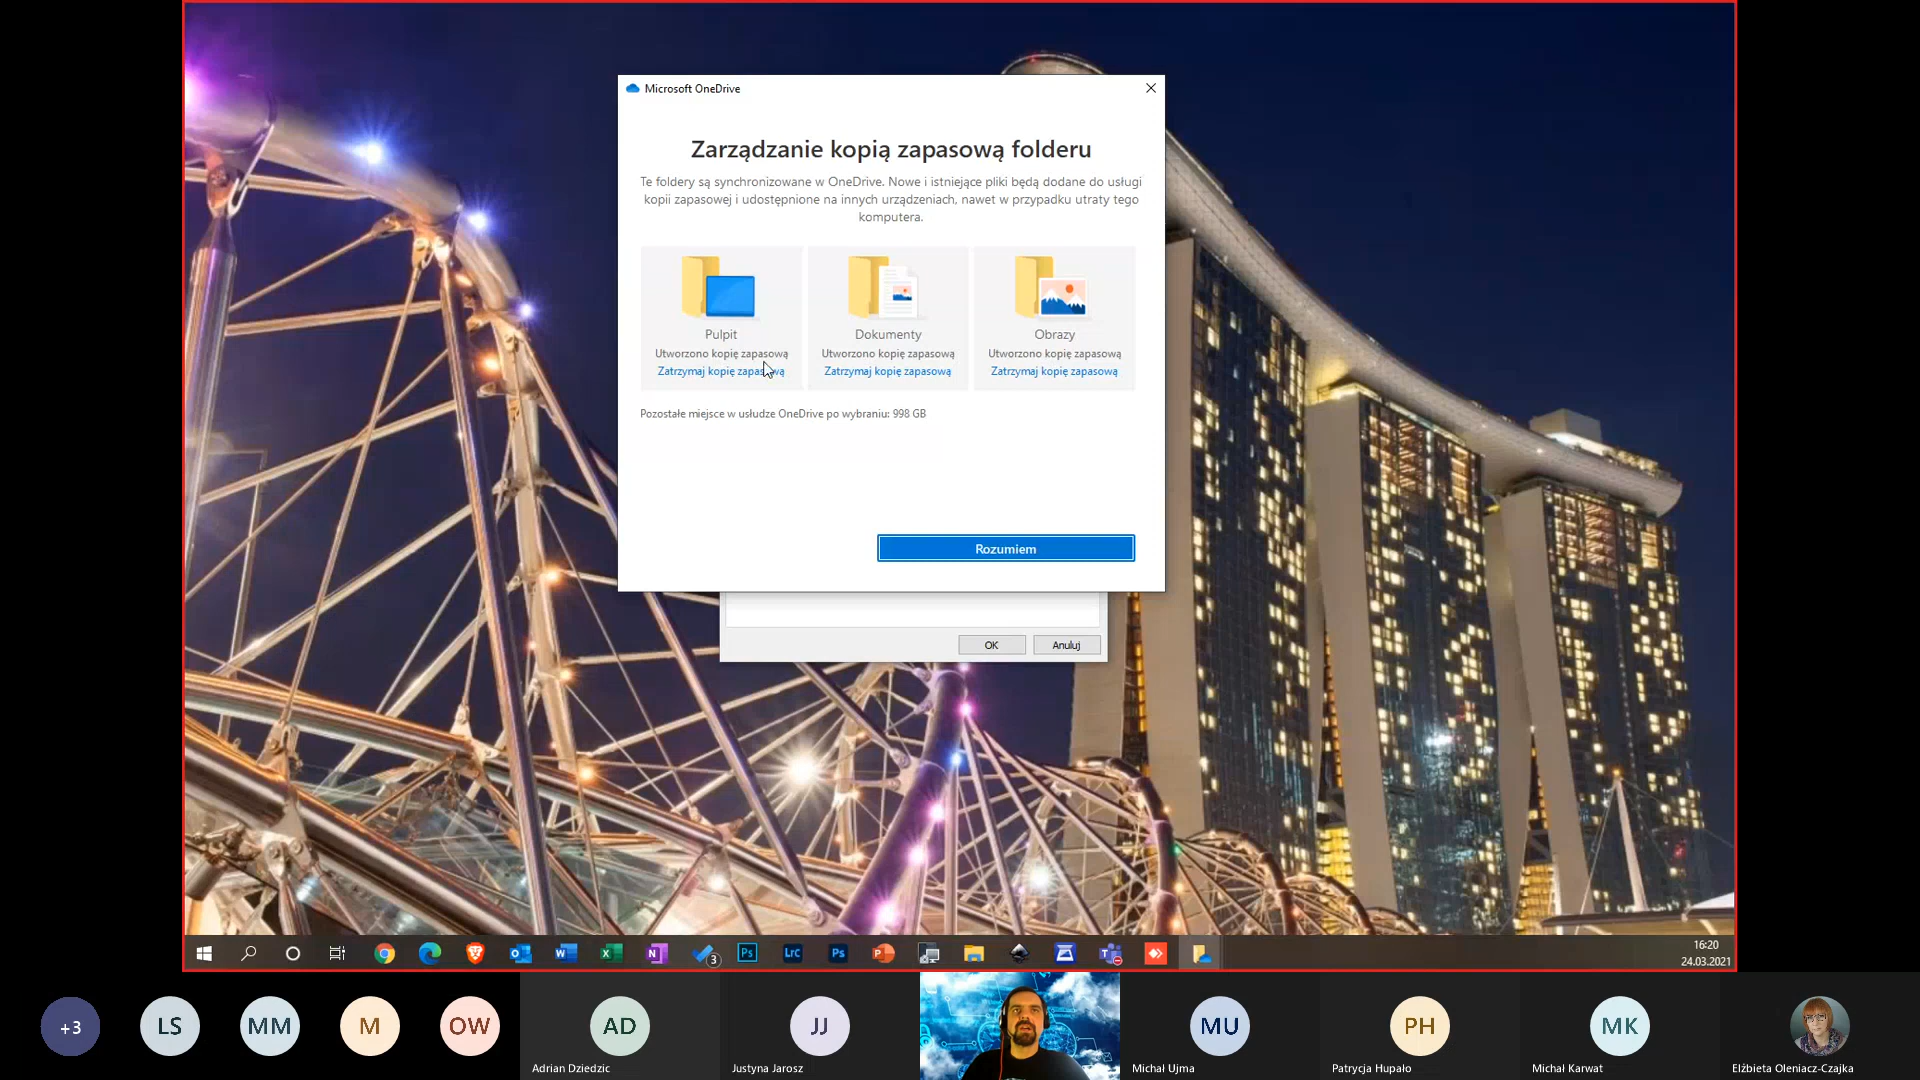 Microsoft OneDrive
Zarządzanie kopią zapasową folderu
Te foldery są synchronizowane w OneDrive. Nowe i istniejące pliki będą dodane do usługi
kopii zapasowej i udostępnione na innych urządzeniach, nawet w przypadku utraty tego
komputera.
Pulpit
Utworzono kopię zapasową
Zatrzymaj kopię zapasową
Dokumenty
Utworzono kopię zapasową
Zatrzymaj kopię zapasową
Obrazy
Utworzono kopię zapasową
Zatrzymaj kopię zapasową
Pozostałe miejsce w usłudze OneDrive po wybraniu: 998 GB
Rozumiem
OK
Anuluj
Ps
LrC
Ps
3
16:20
24.03.2021
+3
LS
MM
M
OW
AD
Adrian Dziedzic
JJ
Justyna Jarosz
MU
Michał Ujma
PH
Patrycja Hupało
MK
Michał Karwat
Elżbieta Oleniacz-Czajka